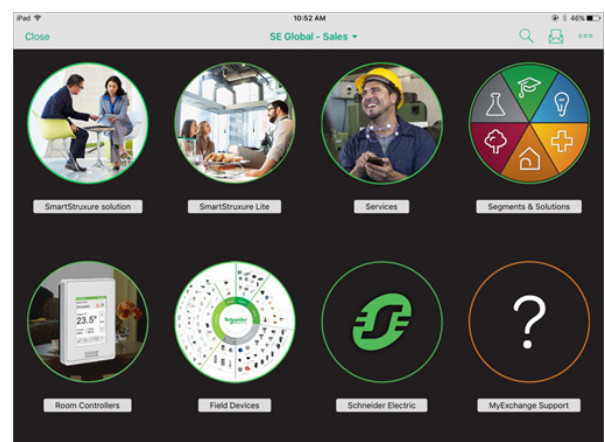 iPad
10:52 AM
46%
Close
SE Global - Sales
SmartStruxure solution
SmartStruxure Lite
Services
Segments & Solutions
23.5°
Schneider
Room Controllers
Field Devices
Schneider Electric
MyExchange Support